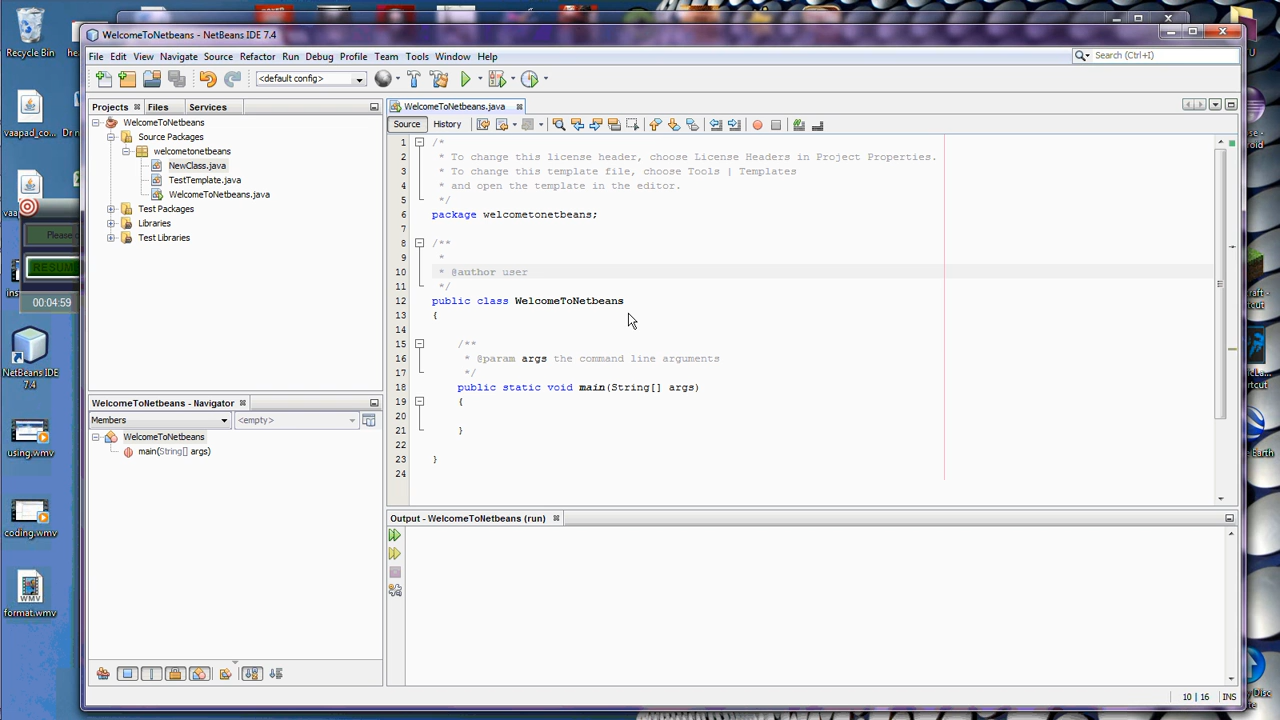 WelcomeToNetbeans - NetBeans IDE 7.4
File Edit View Navigate Source Refactor Run Debug Profile Team Tools Window Help
Search (Ctrl+I)
<default config>
Projects Files Services
WelcomeToNetbeans
Source Packages
welcometonetbeans
NewClass.java
TestTemplate.java
WelcomeToNetbeans.java
Test Packages
Libraries
Test Libraries
WelcomeToNetbeans - Navigator
Members
<empty>
WelcomeToNetbeans
main(String[] args)
WelcomeToNetbeans.java
Source History
1 /*
2 * To change this license header, choose License Headers in Project Properties.
3 * To change this template file, choose Tools | Templates
4 * and open the template in the editor.
5 */
6 package welcometonetbeans;
7
8 /**
9 *
10 * @author user
11 */
12 public class WelcomeToNetbeans
13 {
14
15 /**
16 * @param args the command line arguments
17 */
18 public static void main(String[] args)
19 {
20
21 }
22
23 }
24
Output - WelcomeToNetbeans (run)
10 | 16 INS
Recycle Bin
vaapad_co...
Please
RESUME
00:04:59
NetBeans IDE
7.4
using.wmv
coding.wmv
WMV
format.wmv